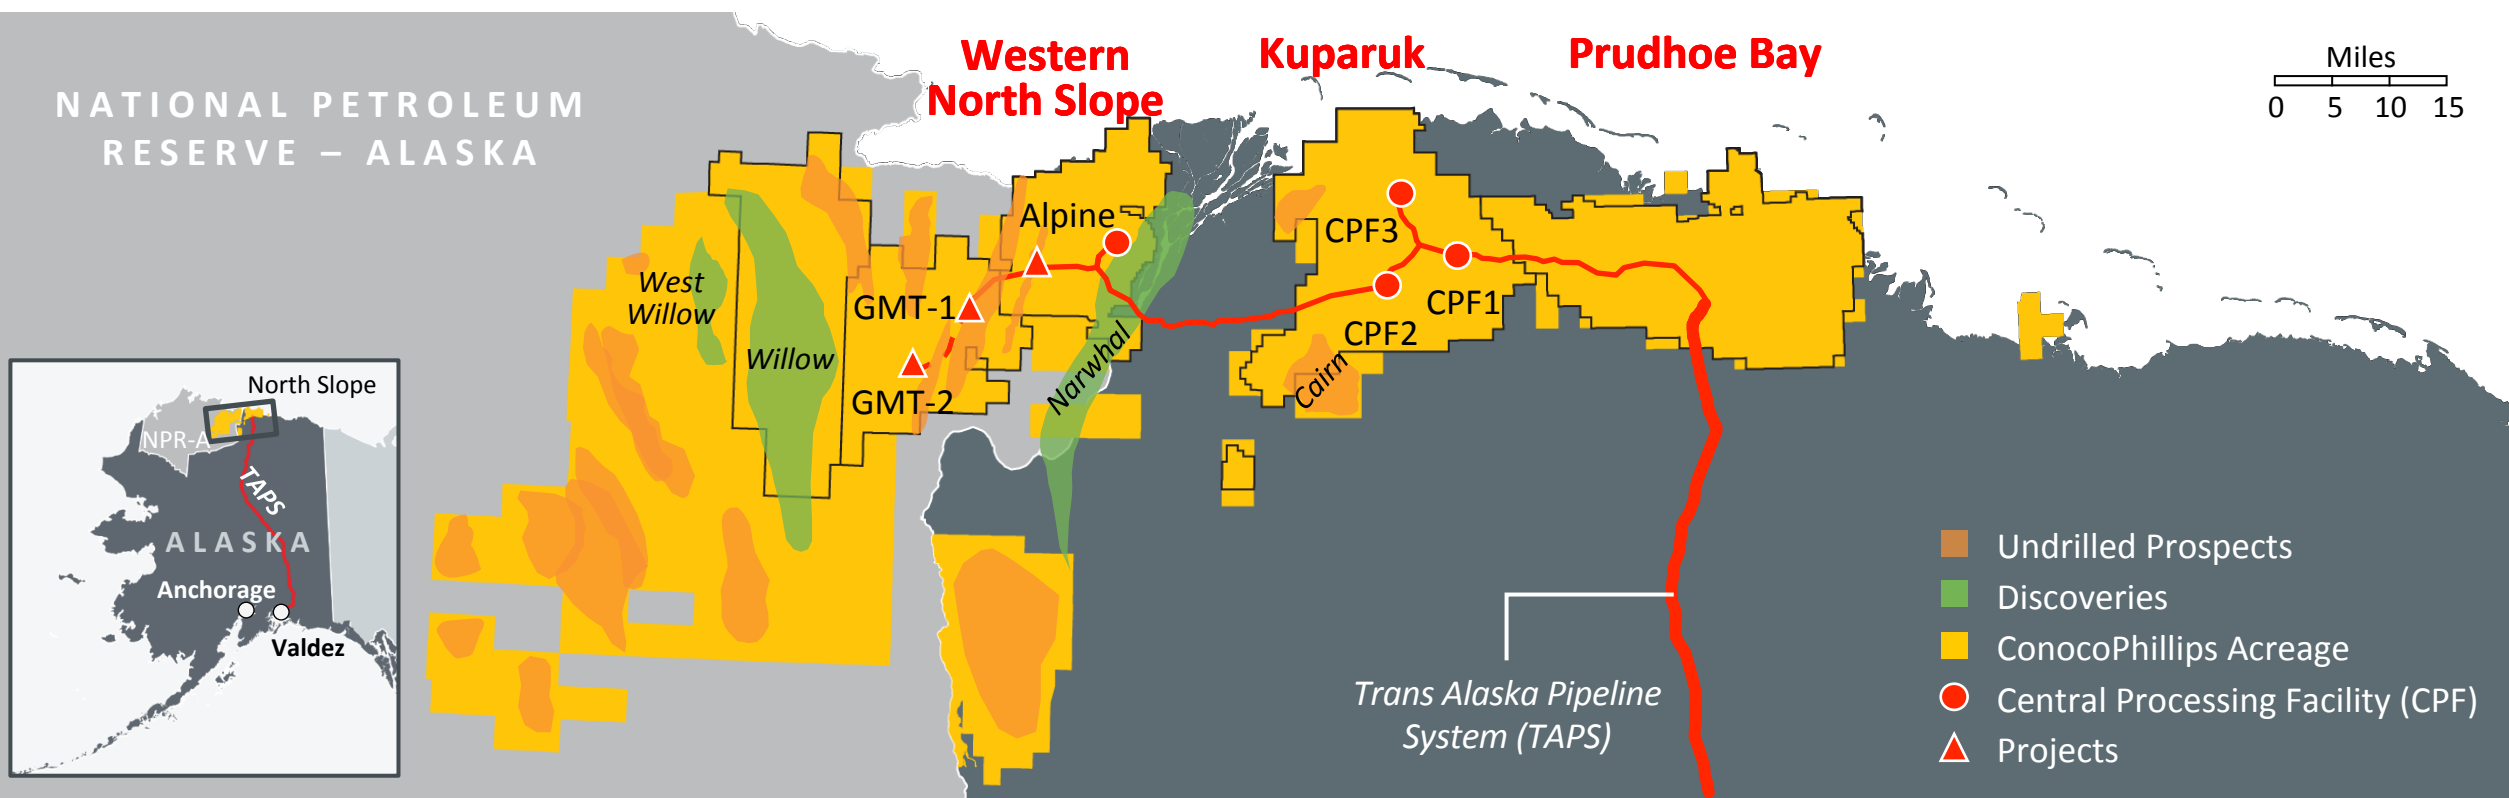 Western
North Slope
Kuparuk
Prudhoe Bay
Miles
0 5 10 15
NATIONAL PETROLEUM
RESERVE – ALASKA
Alpine
CPF3
West
Willow
GMT-1
CPF1
CPF2
Willow
Narwhal
Cairn
GMT-2
North Slope
NPR-A
TAPS
ALASKA
Anchorage
Valdez
Trans Alaska Pipeline
System (TAPS)
Undrilled Prospects
Discoveries
ConocoPhillips Acreage
Central Processing Facility (CPF)
Projects